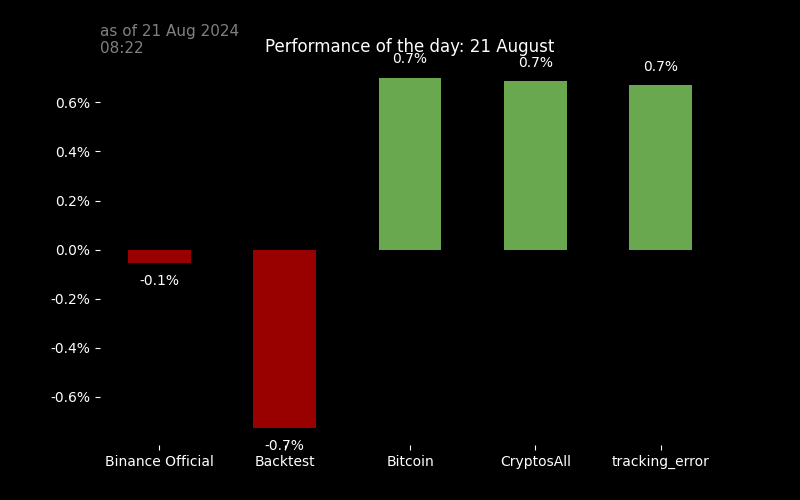 as of 21 Aug 2024
08:22
Performance of the day: 21 August
0.7%
0.7%
0.7%
0.6%
0.4%
0.2%
0.0%
-0.2%
-0.4%
-0.6%
-0.1%
-0.7%
Binance Official
Backtest
Bitcoin
CryptosAll
tracking_error